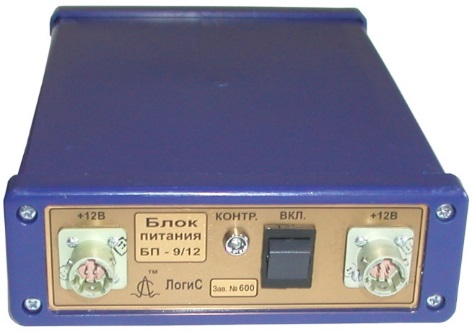 +12В
Блок
питания
БП - 9/12
КОНТР.
ВКЛ.
+12В
™
ЛогиС
Зав. № 600